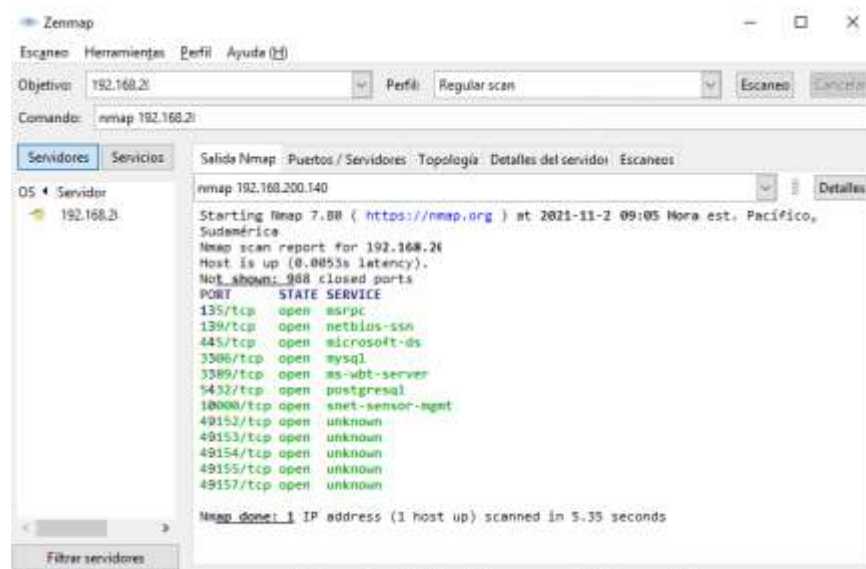 Zenmap
Escaneo Herramientas Perfil Ayuda (H)
Objetivo: 192.168.2 Perfil: Regular scan Escaneo Cancelar
Comando: nmap 192.168.2
Servidores Servicios Salida Nmap Puertos / Servidores Topología Detalles del servidor Escaneos
OS Servidor nmap 192.168.200.140 Detalles
192.168.2
Starting Nmap 7.80 ( https://nmap.org ) at 2021-11-2 09:05 Hora est. Pacífico,
Sudamérica
Nmap scan report for 192.168.2
Host is up (0.0053s latency).
Not shown: 988 closed ports
PORT STATE SERVICE
135/tcp open msrpc
139/tcp open netbios-ssn
445/tcp open microsoft-ds
3306/tcp open mysql
3389/tcp open ms-wbt-server
5432/tcp open postgresql
10000/tcp open snet-sensor-mgmt
49152/tcp open unknown
49153/tcp open unknown
49154/tcp open unknown
49155/tcp open unknown
49157/tcp open unknown
Nmap done: 1 IP address (1 host up) scanned in 5.35 seconds
Filtrar servidores